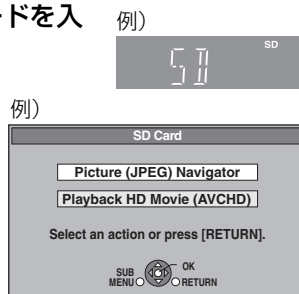 ードを入
例)
SD
SD
例)
SD Card
Picture (JPEG) Navigator
Playback HD Movie (AVCHD)
Select an action or press [RETURN].
SUB MENU
OK
RETURN